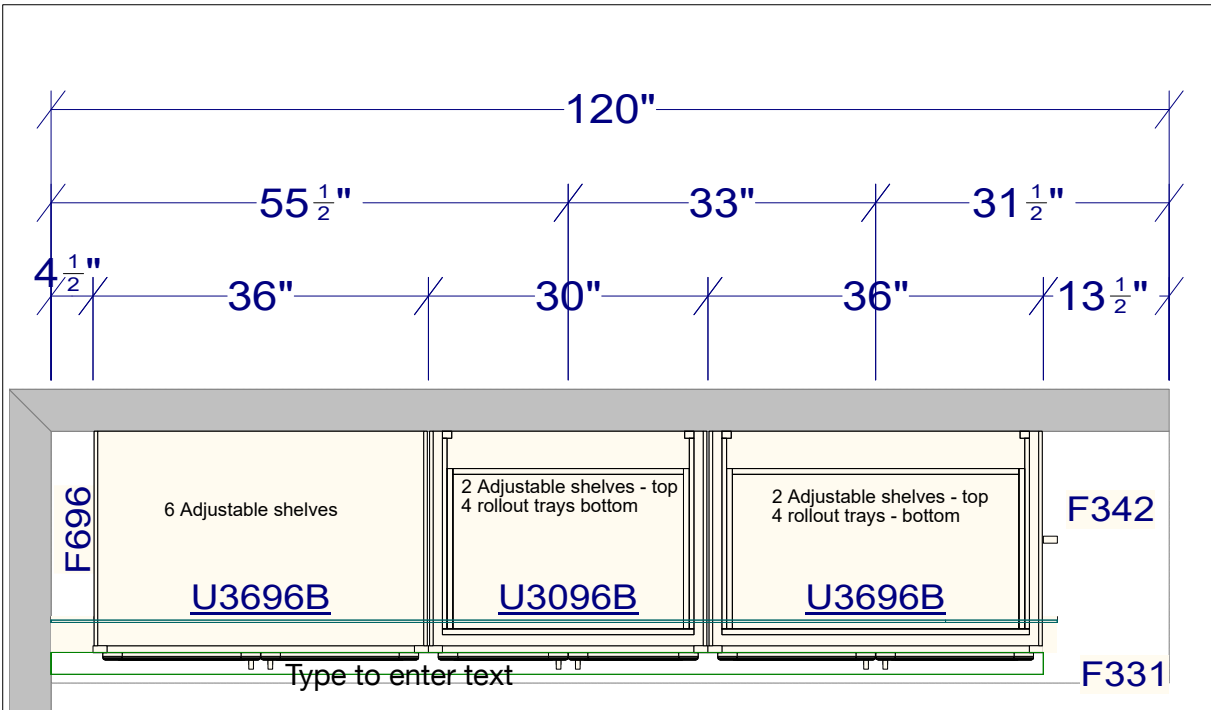 120"
55 1/2" 33" 31 1/2"
4 1/2" 36" 30" 36" 13 1/2"
F696
6 Adjustable shelves
U3696B
2 Adjustable shelves - top
4 rollout trays bottom
U3096B
2 Adjustable shelves - top
4 rollout trays - bottom
U3696B
F342
Type to enter text
F331